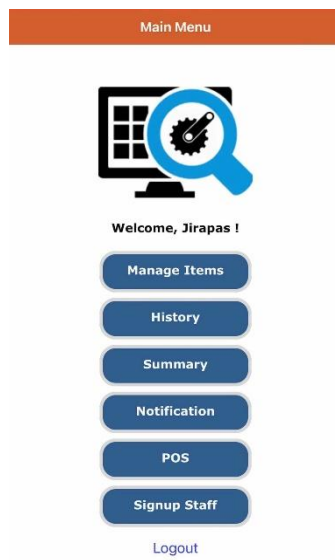 Main Menu
Welcome, Jirapas !
Manage Items
History
Summary
Notification
POS
Signup Staff
Logout